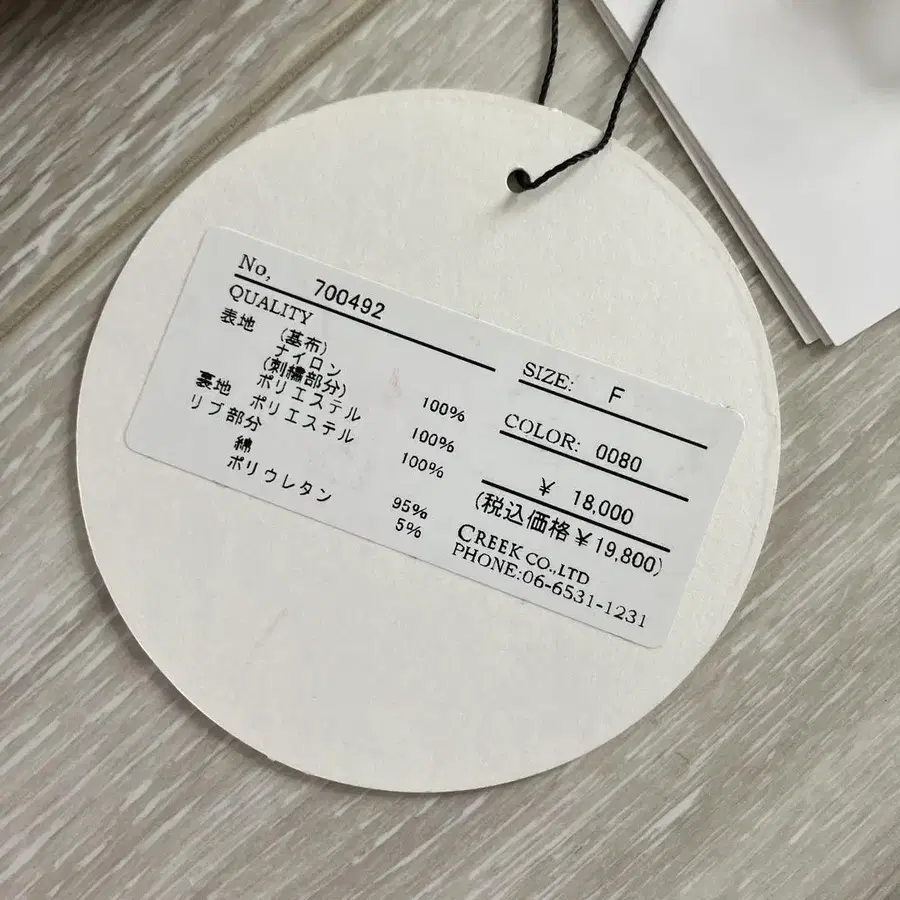 No, 700492
QUALITY
表地 (基布)
ナイロン 100%
(刺繍部分)
ポリエステル 100%
裏地 ポリエステル 100%
リブ部分
綿 95%
ポリウレタン 5%
SIZE: F
COLOR: 0080
¥ 18,000
(税込価格¥19,800)
CREEK CO.,LTD
PHONE:06-6531-1231